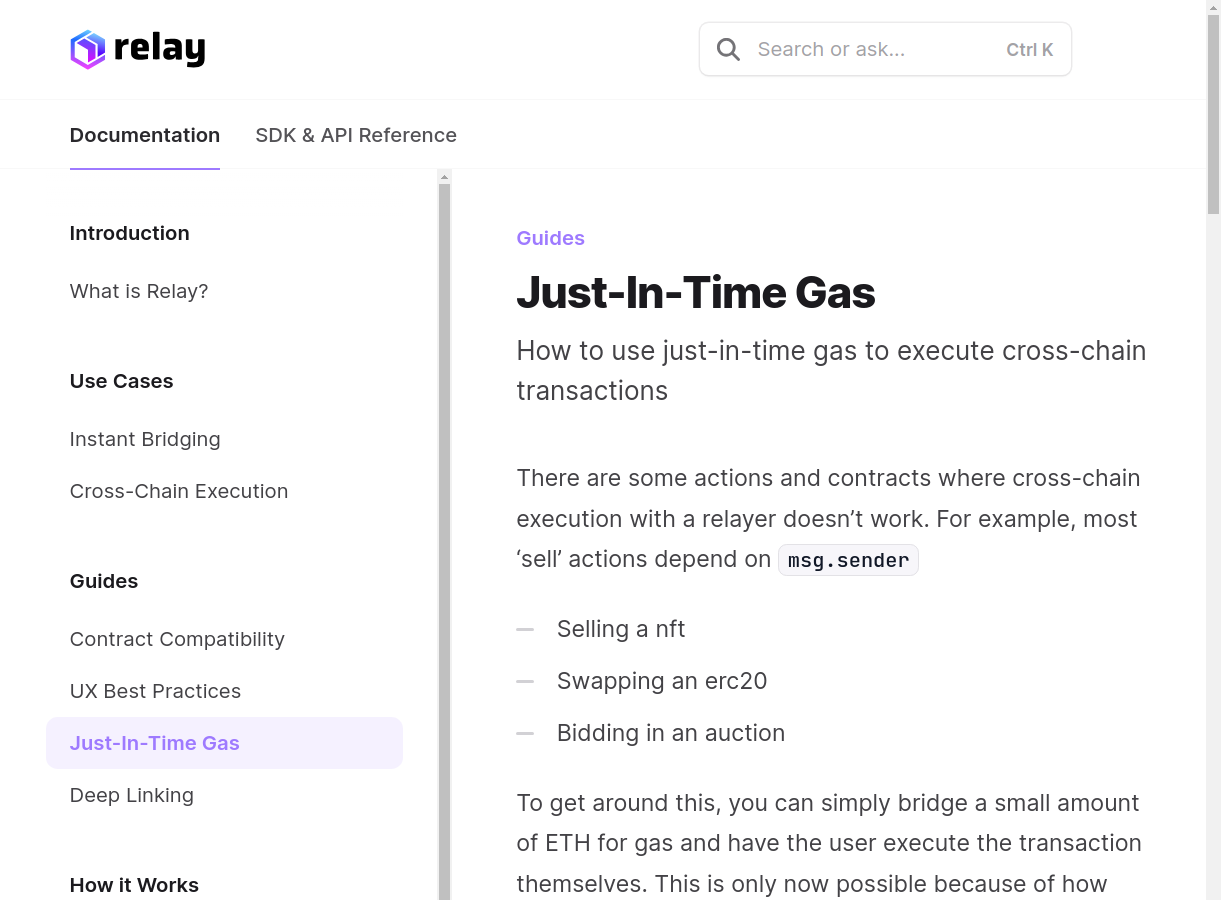 relay
Search or ask...
Ctrl K
Documentation
SDK & API Reference
Introduction
What is Relay?
Use Cases
Instant Bridging
Cross-Chain Execution
Guides
Contract Compatibility
UX Best Practices
Just-In-Time Gas
Deep Linking
How it Works
Guides
Just-In-Time Gas
How to use just-in-time gas to execute cross-chain
transactions
There are some actions and contracts where cross-chain
execution with a relayer doesn’t work. For example, most
‘sell’ actions depend on msg.sender
Selling a nft
Swapping an erc20
Bidding in an auction
To get around this, you can simply bridge a small amount
of ETH for gas and have the user execute the transaction
themselves. This is only now possible because of how